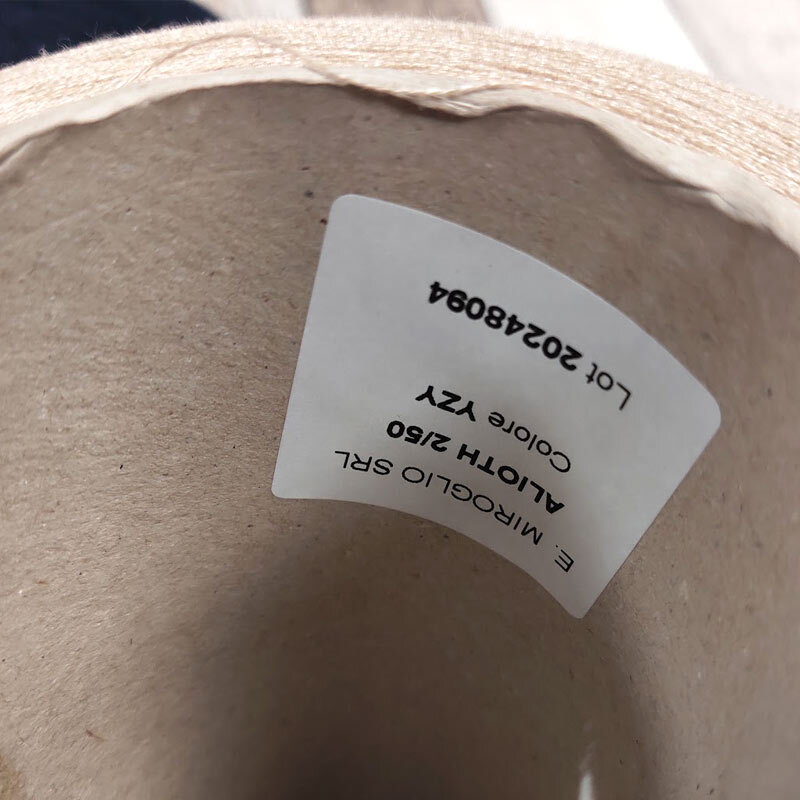 E. MIROGLIO SRL
ALIOTH 2/50
Colore YZY
Lot 20248094